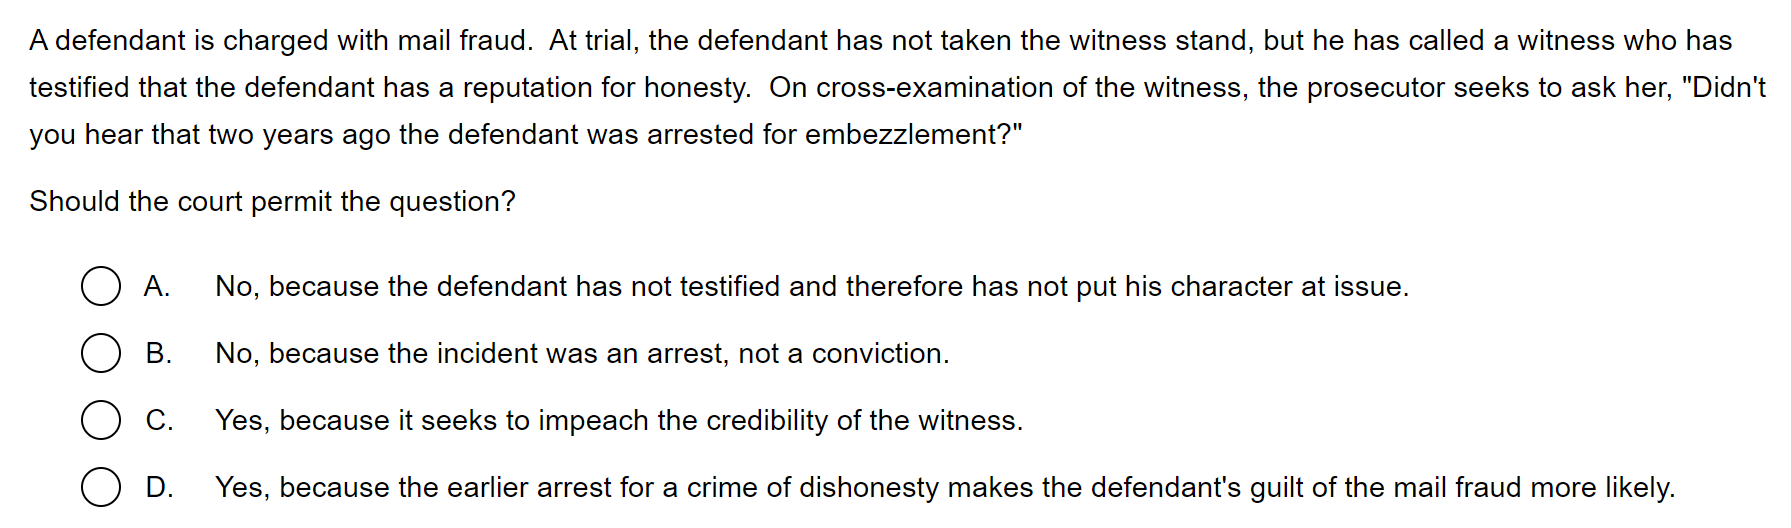 A defendant is charged with mail fraud.  At trial, the defendant has not taken the witness stand, but he has called a witness who has
testified that the defendant has a reputation for honesty.  On cross-examination of the witness, the prosecutor seeks to ask her, "Didn't
you hear that two years ago the defendant was arrested for embezzlement?"
Should the court permit the question?
A. No, because the defendant has not testified and therefore has not put his character at issue.
B. No, because the incident was an arrest, not a conviction.
C. Yes, because it seeks to impeach the credibility of the witness.
D. Yes, because the earlier arrest for a crime of dishonesty makes the defendant's guilt of the mail fraud more likely.